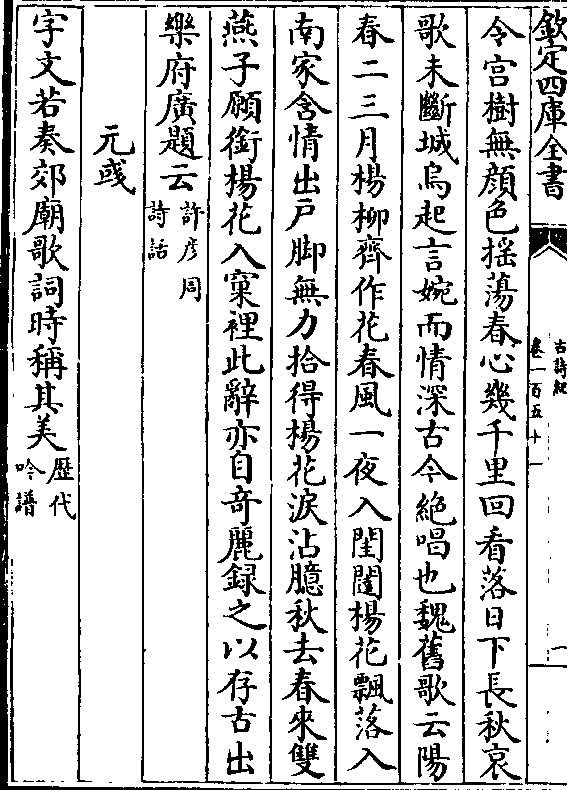 欽定四庫全書
古詩紀
卷一百五十一
令宫樹無顔色揺蕩春心幾千里回看落日下長秋哀
歌未斷城烏起言婉而情深古今絶唱也魏舊歌云陽
春二三月楊柳齊作花春風一夜入閨闥楊花飄落入
南家含情出戸脚無力拾得楊花淚沾臆秋去春來雙
燕子願銜楊花入窠裡此辭亦自奇麗録之以存古出
樂府廣題云許彦周詩話
元彧
字文若奏郊廟歌詞時稱其美歴代吟譜